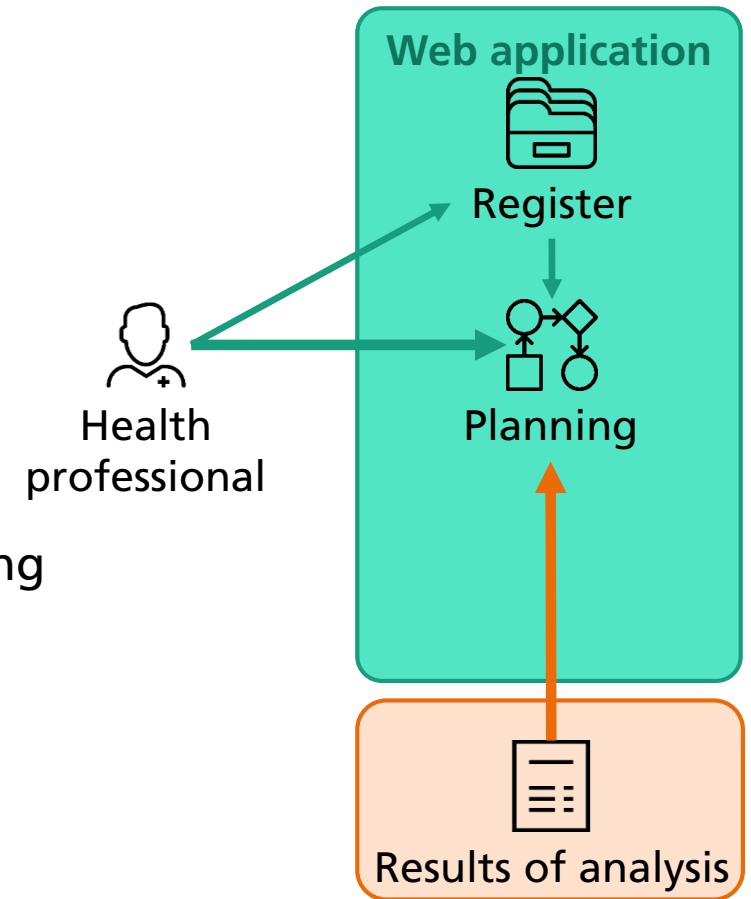 Web application
Register
Health
professional
Planning
ng
Results of analysis